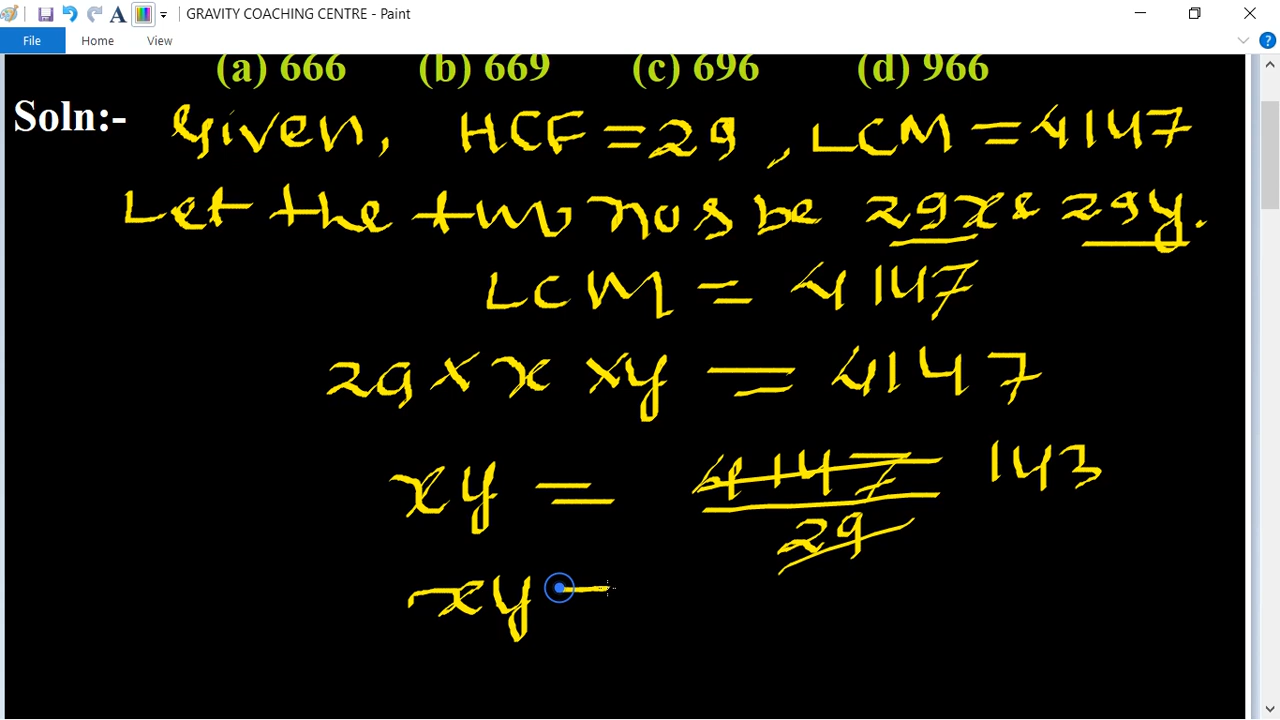 GRAVITY COACHING CENTRE - Paint
File Home View
(a) 666 (b) 669 (c) 696 (d) 966
Soln:- Given, HCF = 29, LCM = 4147
Let the two nos be 29x & 29y.
LCM = 4147
29 × x × y = 4147
xy = 4147/29 143
xy =